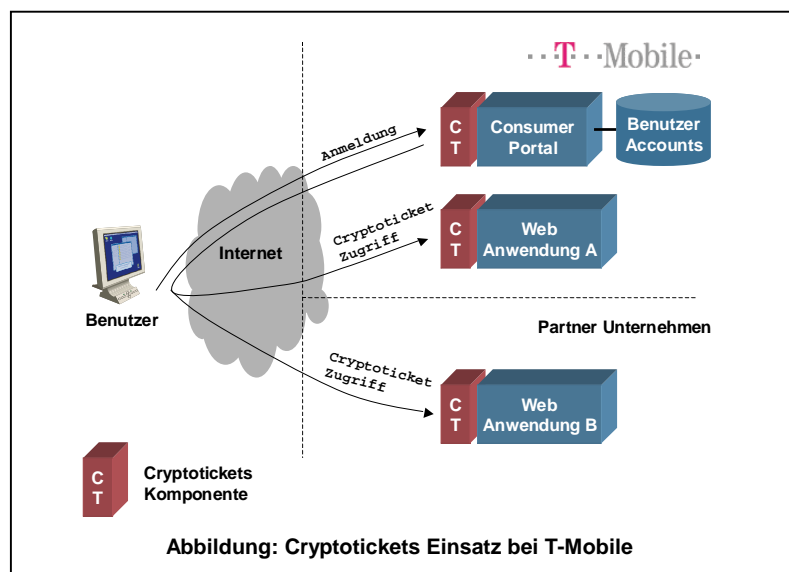 ···T···Mobile·
C
T
Consumer
Portal
Benutzer
Accounts
Anmeldung
C
T
Web
Anwendung A
Cryptoticket
Zugriff
Internet
Benutzer
Partner Unternehmen
Cryptoticket
Zugriff
C
T
Web
Anwendung B
C
T
Cryptotickets
Komponente
Abbildung: Cryptotickets Einsatz bei T-Mobile